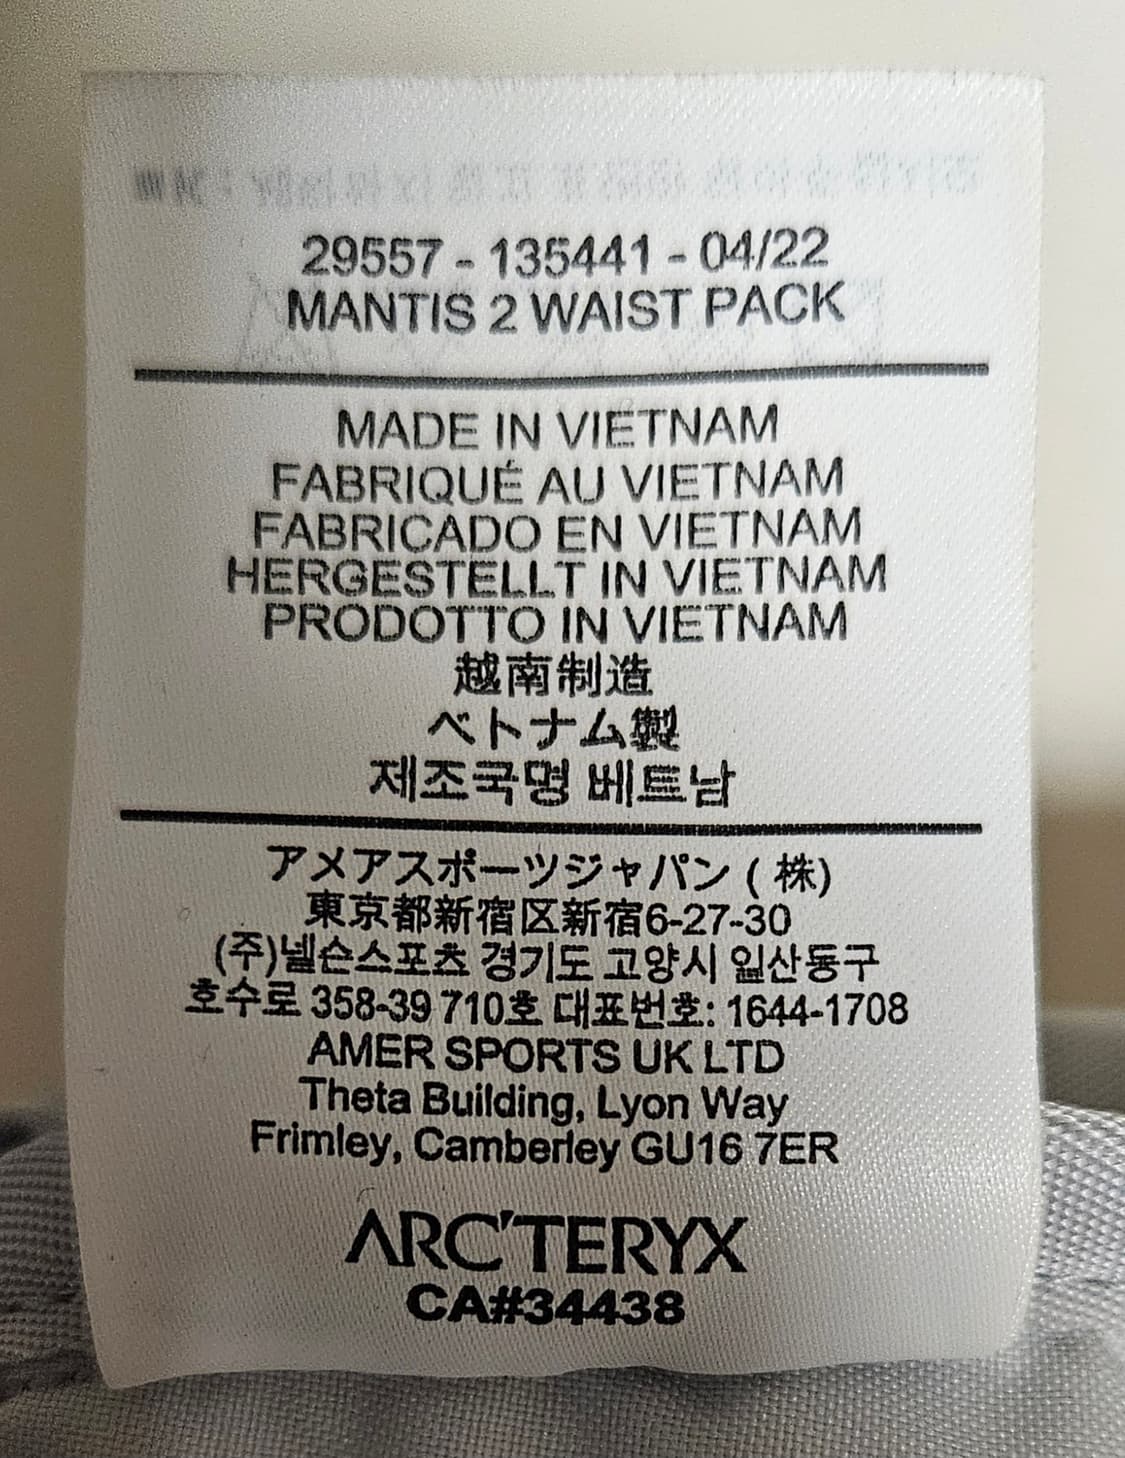 29557 - 135441 - 04/22
MANTIS 2 WAIST PACK
MADE IN VIETNAM
FABRIQUÉ AU VIETNAM
FABRICADO EN VIETNAM
HERGESTELLT IN VIETNAM
PRODOTTO IN VIETNAM
越南制造
ベトナム製
제조국명 베트남
アメアスポーツジャパン ( 株)
東京都新宿区新宿6-27-30
(주)넬슨스포츠 경기도 고양시 일산동구
호수로 358-39 710호 대표번호: 1644-1708
AMER SPORTS UK LTD
Theta Building, Lyon Way
Frimley, Camberley GU16 7ER
ARC'TERYX
CA#34438